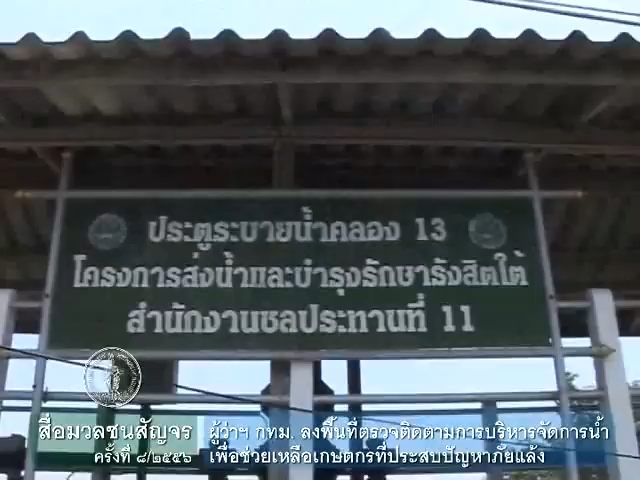 ประตูระบายน้ำคลอง 13
โครงการส่งน้ำและบำรุงรักษารังสิตใต้
สำนักงานชลประทานที่ 11
สื่อมวลชนสัญจร
ครั้งที่ ๘/๒๕๕๖
ผู้ว่าฯ กทม. ลงพื้นที่ตรวจติดตามการบริหารจัดการน้ำ
เพื่อช่วยเหลือเกษตกรที่ประสบปัญหาภัยแล้ง